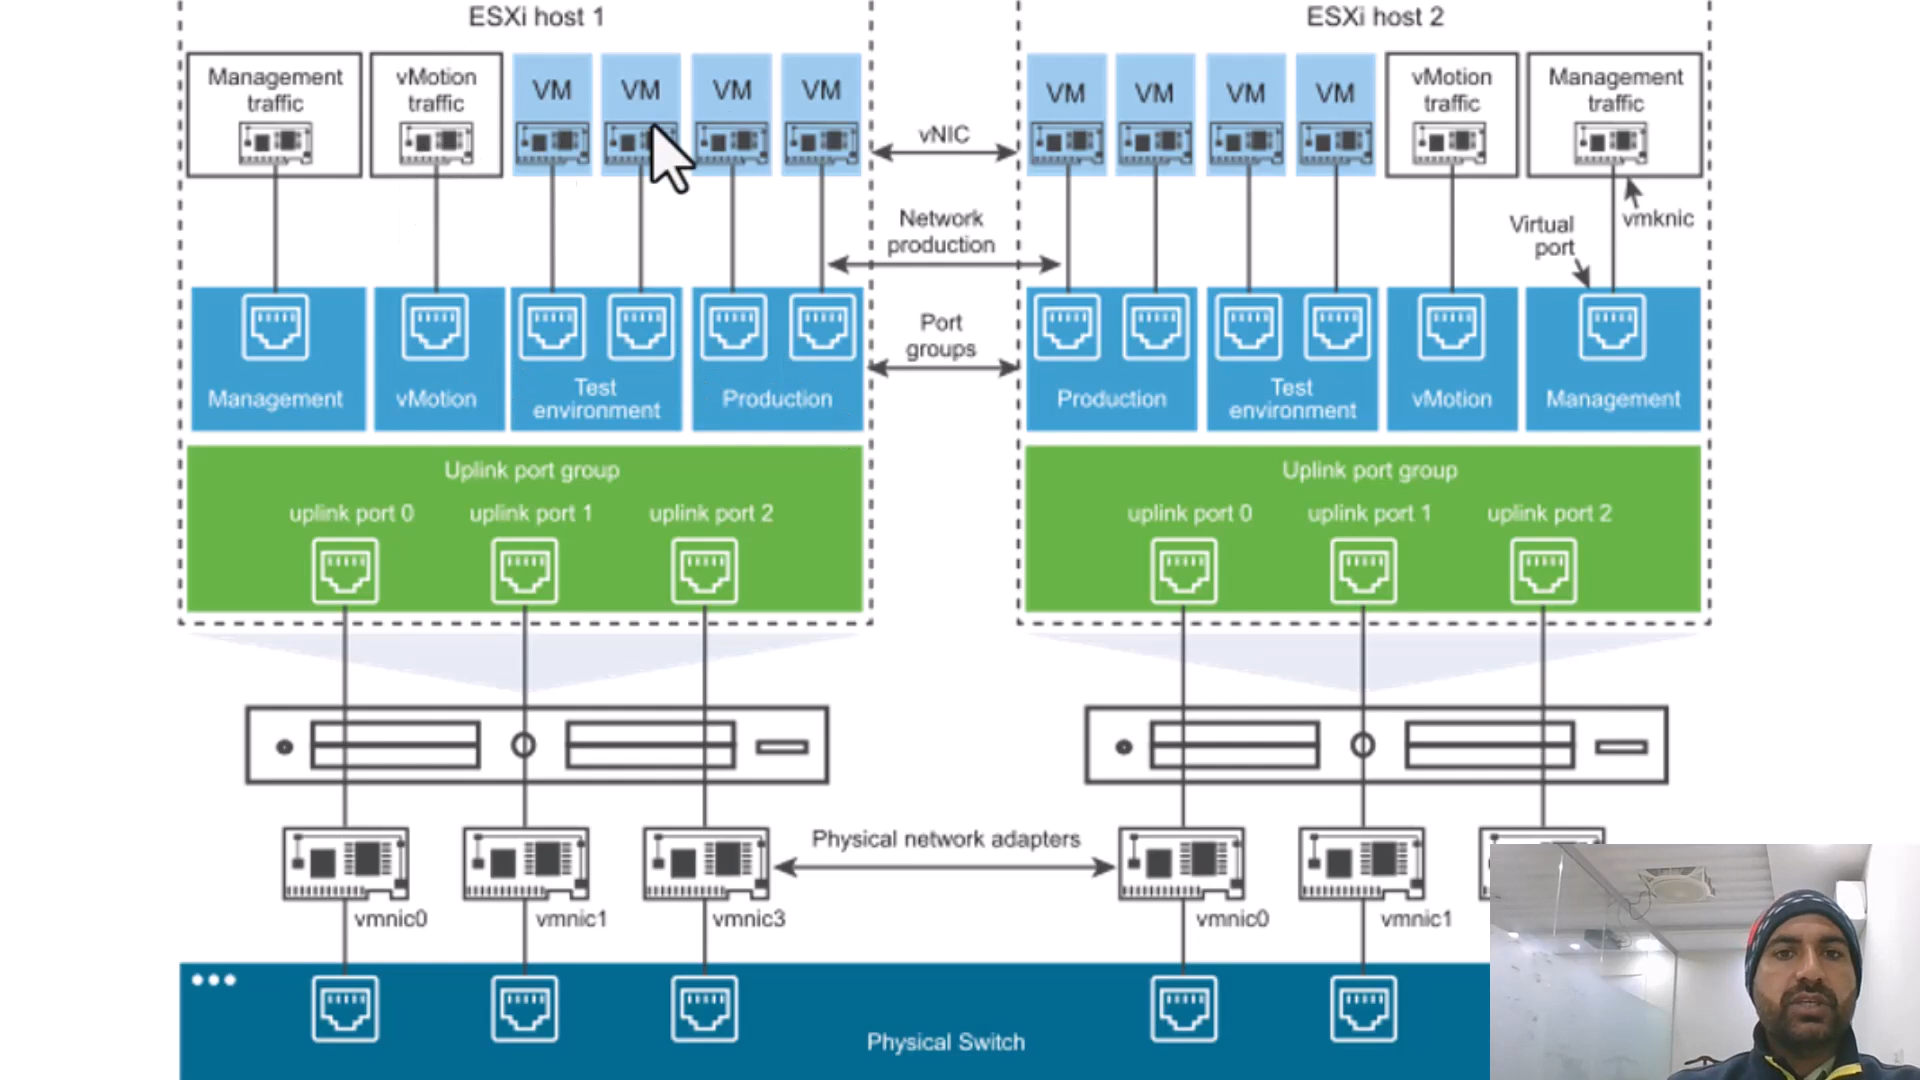 ESXi host 1
ESXi host 2
Management
traffic
vMotion
traffic
VM
VM
VM
VM
vNIC
VM
VM
VM
VM
vMotion
traffic
Management
traffic
Network
production
Virtual
port
vmknic
Port
groups
Management
vMotion
Test
environment
Production
Production
Test
environment
vMotion
Management
Uplink port group
uplink port 0
uplink port 1
uplink port 2
Uplink port group
uplink port 0
uplink port 1
uplink port 2
Physical network adapters
vmnic0
vmnic1
vmnic3
vmnic0
vmnic1
Physical Switch